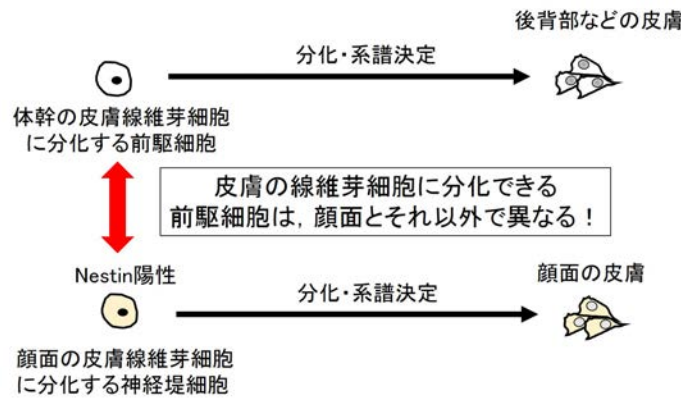 後背部などの皮膚
分化・系譜決定
体幹の皮膚線維芽細胞
に分化する前駆細胞
皮膚の線維芽細胞に分化できる
前駆細胞は，顔面とそれ以外で異なる！
Nestin陽性
顔面の皮膚
分化・系譜決定
顔面の皮膚線維芽細胞
に分化する神経堤細胞